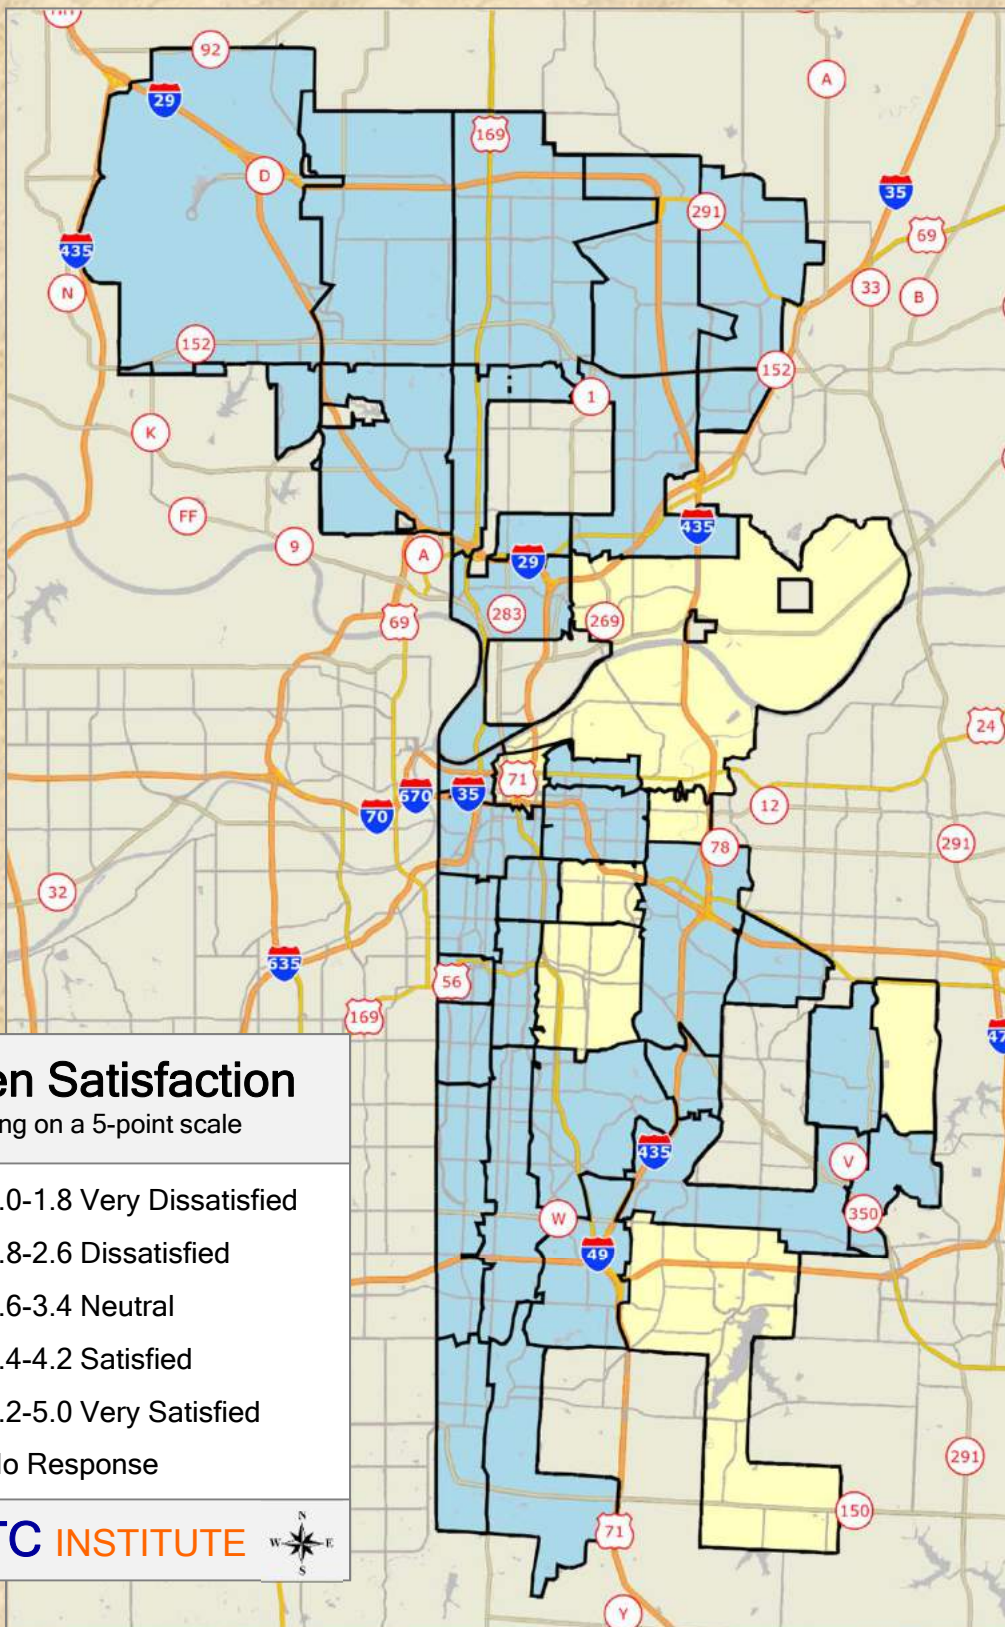 92
29
169
A
D
35
291
69
435
N
33
B
152
152
1
K
FF
435
9
A
29
283
269
69
24
71
670
35
70
12
78
291
32
635
56
169
47
en Satisfaction
ng on a 5-point scale
435
V
.0-1.8 Very Dissatisfied
350
W
.8-2.6 Dissatisfied
49
.6-3.4 Neutral
.4-4.2 Satisfied
.2-5.0 Very Satisfied
o Response
291
150
TC INSTITUTE
N
W E
S
71
Y